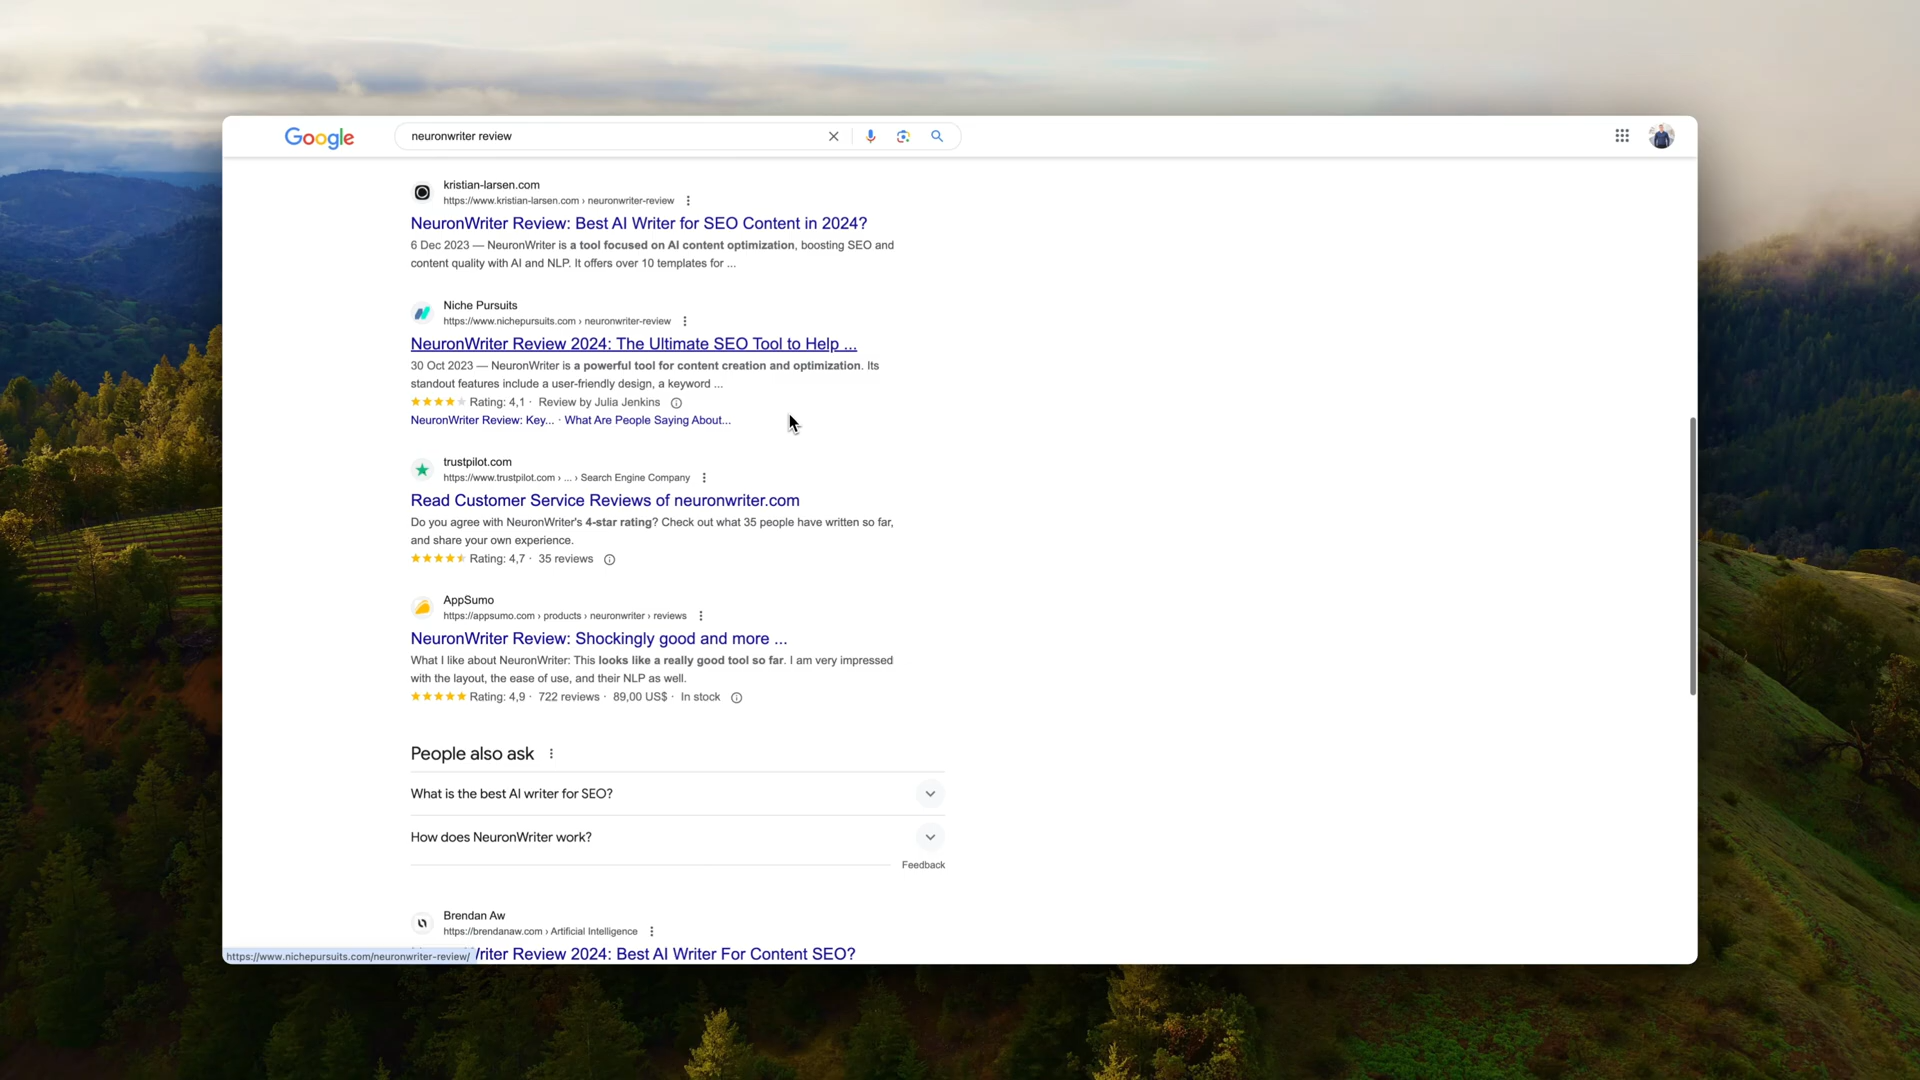 Google
neuronwriter review
kristian-larsen.com
https://www.kristian-larsen.com › neuronwriter-review
NeuronWriter Review: Best AI Writer for SEO Content in 2024?
6 Dec 2023 — NeuronWriter is a tool focused on AI content optimization, boosting SEO and
content quality with AI and NLP. It offers over 10 templates for ...
Niche Pursuits
https://www.nichepursuits.com › neuronwriter-review
NeuronWriter Review 2024: The Ultimate SEO Tool to Help ...
30 Oct 2023 — NeuronWriter is a powerful tool for content creation and optimization. Its
standout features include a user-friendly design, a keyword ...
Rating: 4,1 · Review by Julia Jenkins
NeuronWriter Review: Key... · What Are People Saying About...
trustpilot.com
https://www.trustpilot.com › ... › Search Engine Company
Read Customer Service Reviews of neuronwriter.com
Do you agree with NeuronWriter's 4-star rating? Check out what 35 people have written so far,
and share your own experience.
Rating: 4,7 · 35 reviews
AppSumo
https://appsumo.com › products › neuronwriter › reviews
NeuronWriter Review: Shockingly good and more ...
What I like about NeuronWriter: This looks like a really good tool so far. I am very impressed
with the layout, the ease of use, and their NLP as well.
Rating: 4,9 · 722 reviews · 89,00 US$ · In stock
People also ask
What is the best AI writer for SEO?
How does NeuronWriter work?
Feedback
Brendan Aw
https://brendanaw.com › Artificial Intelligence
riter Review 2024: Best AI Writer For Content SEO?
https://www.nichepursuits.com/neuronwriter-review/